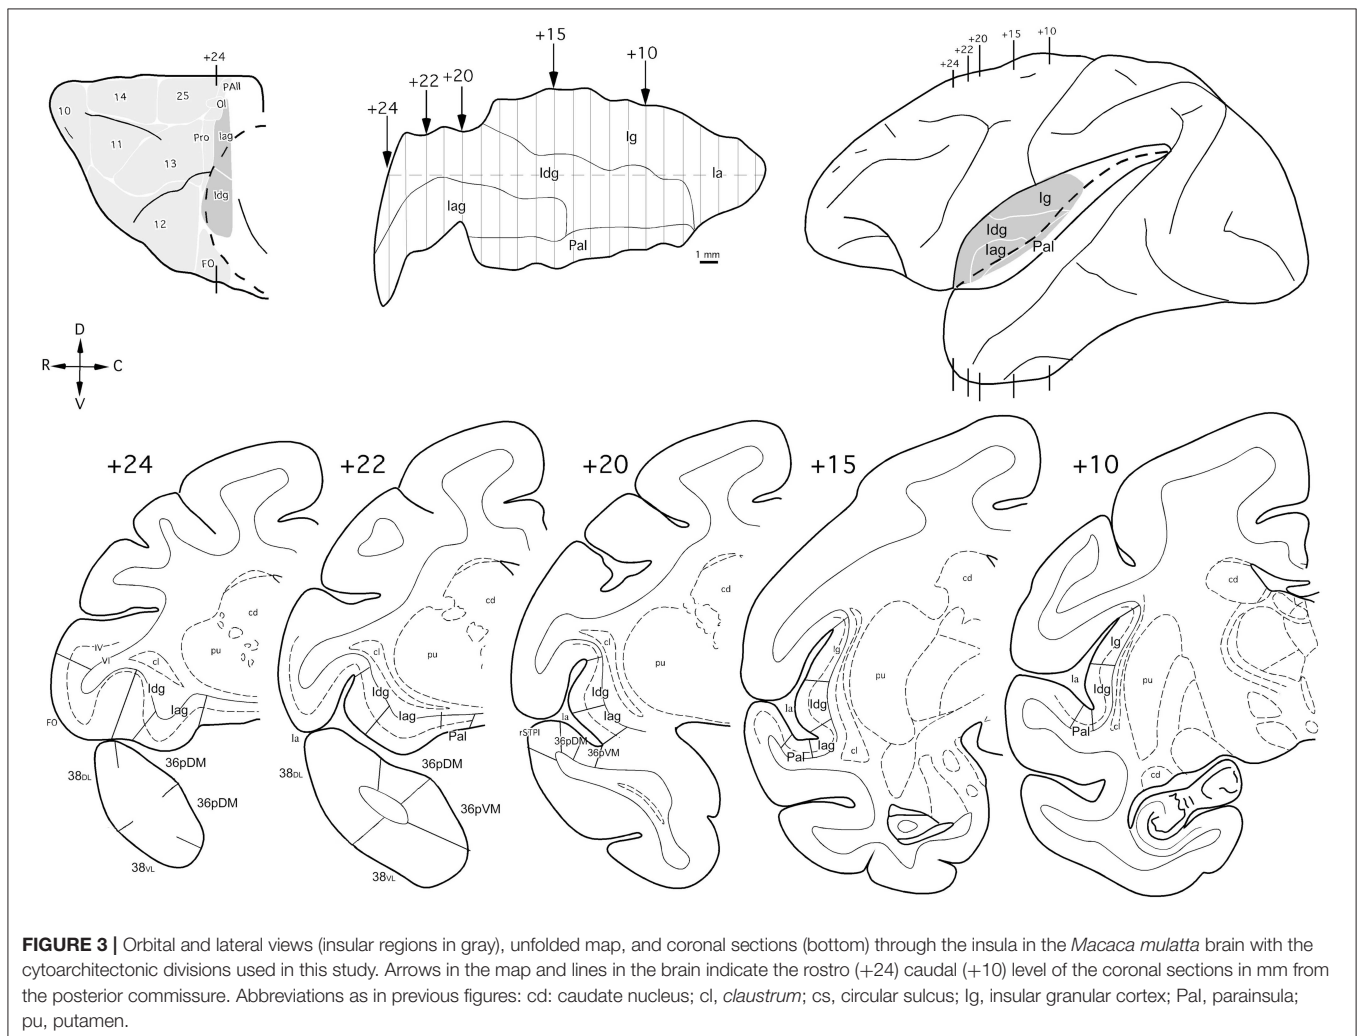 +24
PAll
14
25
10
Ol
Pro
Iag
11
13
Idg
12
FO
+15
+10
+22
+20
+24
Ig
Idg
Ia
Iag
PaI
1 mm
+10
+15
+20
+22
+24
Ig
Idg
Iag
PaI
D
R
C
V
+24
cd
pu
IV
VI
cl
Idg
Iag
FO
38DL
36pDM
36pDM
38VL
+22
cd
pu
cl
Idg
Iag
Ia
PaI
38DL
36pDM
36pVM
38VL
+20
cd
cl
pu
Idg
Ia
Iag
rSTPl
36pDM
36pVM
+15
cd
Ig
pu
Ia
Idg
Iag
cl
PaI
+10
cd
Ig
Ia
Idg
pu
PaI
cl
cd
FIGURE 3 | Orbital and lateral views (insular regions in gray), unfolded map, and coronal sections (bottom) through the insula in the Macaca mulatta brain with the
cytoarchitectonic divisions used in this study. Arrows in the map and lines in the brain indicate the rostro (+24) caudal (+10) level of the coronal sections in mm from
the posterior commissure. Abbreviations as in previous figures: cd: caudate nucleus; cl, claustrum; cs, circular sulcus; Ig, insular granular cortex; PaI, parainsula;
pu, putamen.